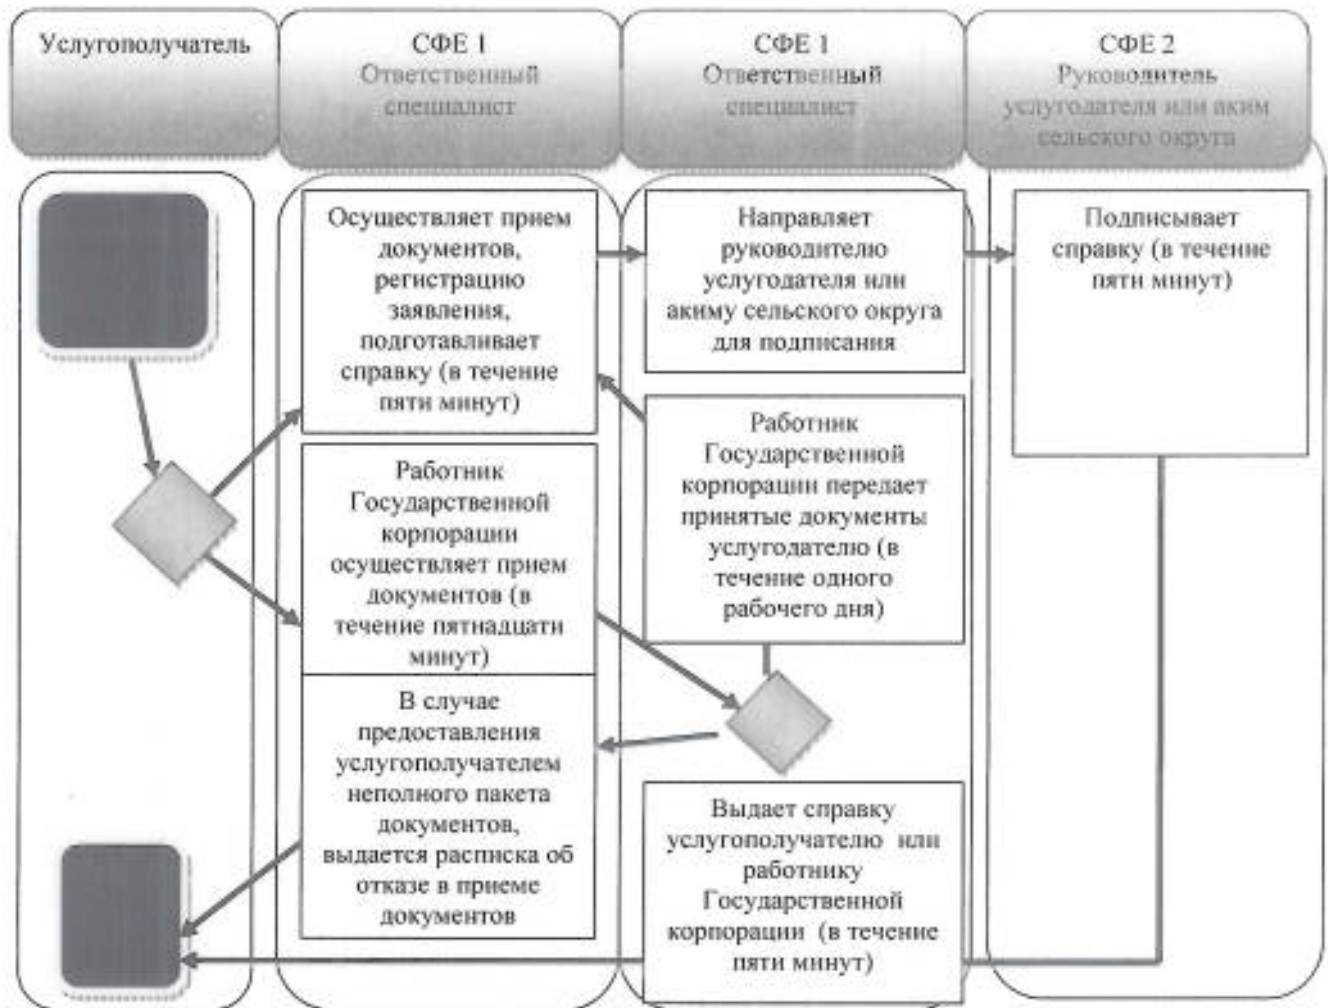 Услугополучатель
СФЕ 1
Ответственный
специалист
СФЕ 1
Ответственный
специалист
СФЕ 2
Руководитель
услугодателя или аким
сельского округа
Осуществляет прием
документов,
регистрацию
заявления,
подготавливает
справку (в течение
пяти минут)
Направляет
руководителю
услугодателя или
акиму сельского округа
для подписания
Подписывает
справку (в течение
пяти минут)
Работник
Государственной
корпорации
осуществляет прием
документов (в
течение пятнадцати
минут)
Работник
Государственной
корпорации передает
принятые документы
услугодателю (в
течение одного
рабочего дня)
В случае
предоставления
услугополучателем
неполного пакета
документов,
выдается расписка об
отказе в приеме
документов
Выдает справку
услугополучателю или
работнику
Государственной
корпорации (в течение
пяти минут)